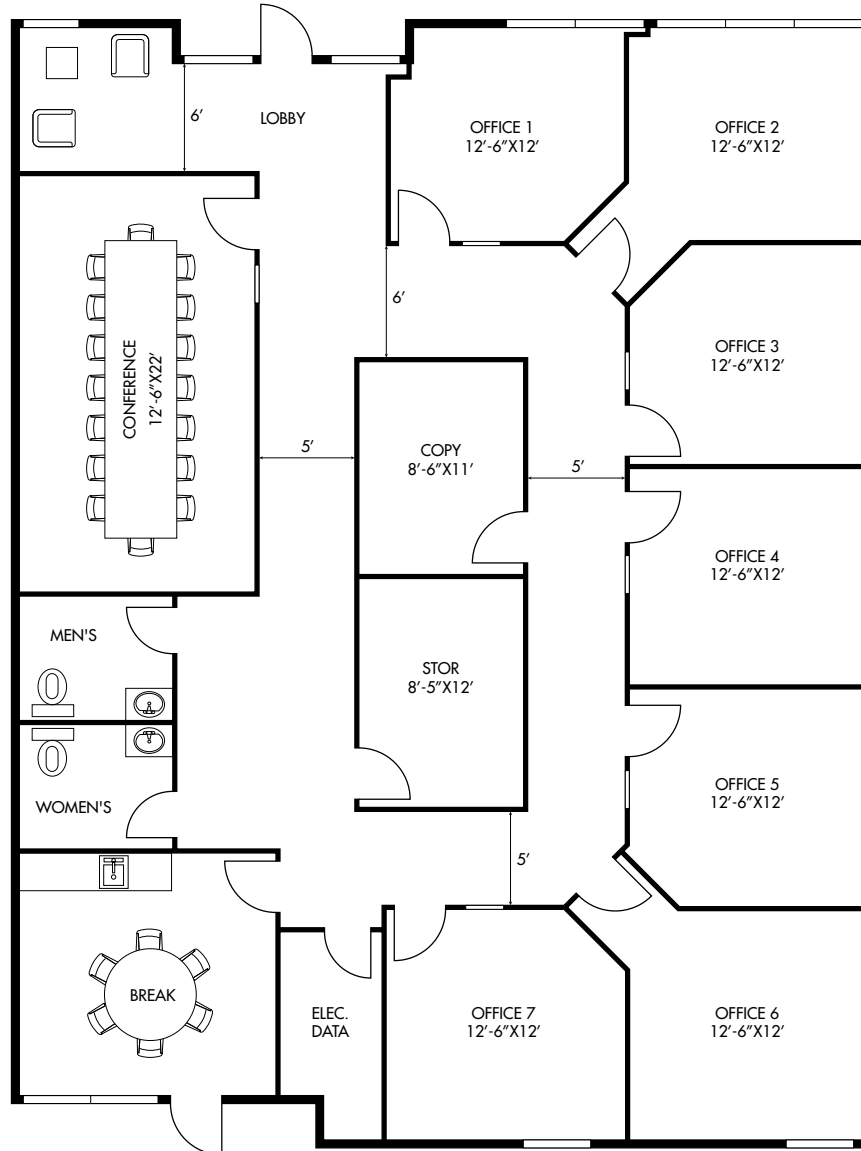 6′
LOBBY
OFFICE 1
12′-6″X12′
OFFICE 2
12′-6″X12′
6′
CONFERENCE
12′-6″X22′
OFFICE 3
12′-6″X12′
5′
COPY
8′-6″X11′
5′
OFFICE 4
12′-6″X12′
MEN'S
STOR
8′-5″X12′
WOMEN'S
OFFICE 5
12′-6″X12′
5′
BREAK
ELEC.
DATA
OFFICE 7
12′-6″X12′
OFFICE 6
12′-6″X12′